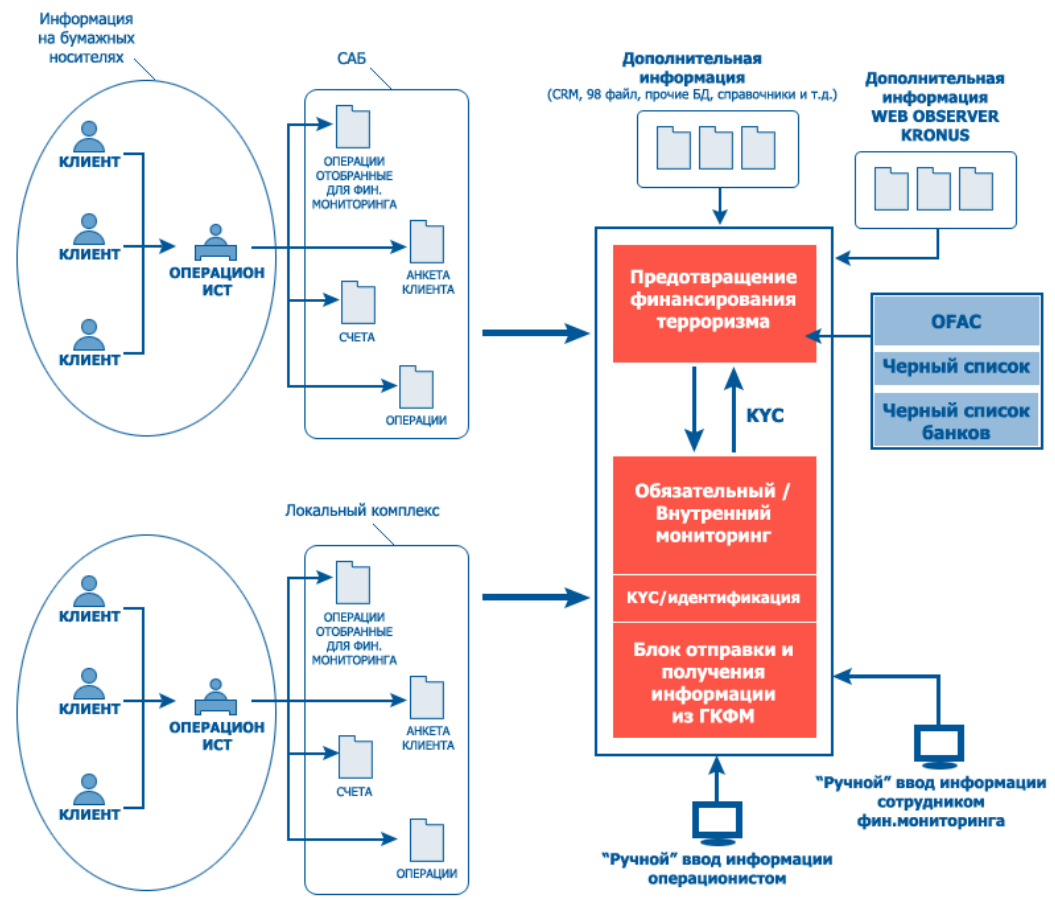 Информация
на бумажных
носителях
КЛИЕНТ
КЛИЕНТ
КЛИЕНТ
ОПЕРАЦИОН
ИСТ
САБ
ОПЕРАЦИИ
ОТОБРАННЫЕ
ДЛЯ ФИН.
МОНИТОРИНГА
АНКЕТА
КЛИЕНТА
СЧЕТА
ОПЕРАЦИИ
Дополнительная
информация
(CRM, 98 файл, прочие БД, справочники и т.д.)
Дополнительная
информация
WEB OBSERVER
KRONUS
Предотвращение
финансирования
терроризма
OFAC
Черный список
Черный список
банков
KYC
Обязательный /
Внутренний
мониторинг
KYC/идентификация
Блок отправки и
получения
информации
из ГКФМ
КЛИЕНТ
КЛИЕНТ
КЛИЕНТ
ОПЕРАЦИОН
ИСТ
Локальный комплекс
ОПЕРАЦИИ
ОТОБРАННЫЕ
ДЛЯ ФИН.
МОНИТОРИНГА
АНКЕТА
КЛИЕНТА
СЧЕТА
ОПЕРАЦИИ
“Ручной” ввод информации
сотрудником
фин.мониторинга
“Ручной” ввод информации
операционистом